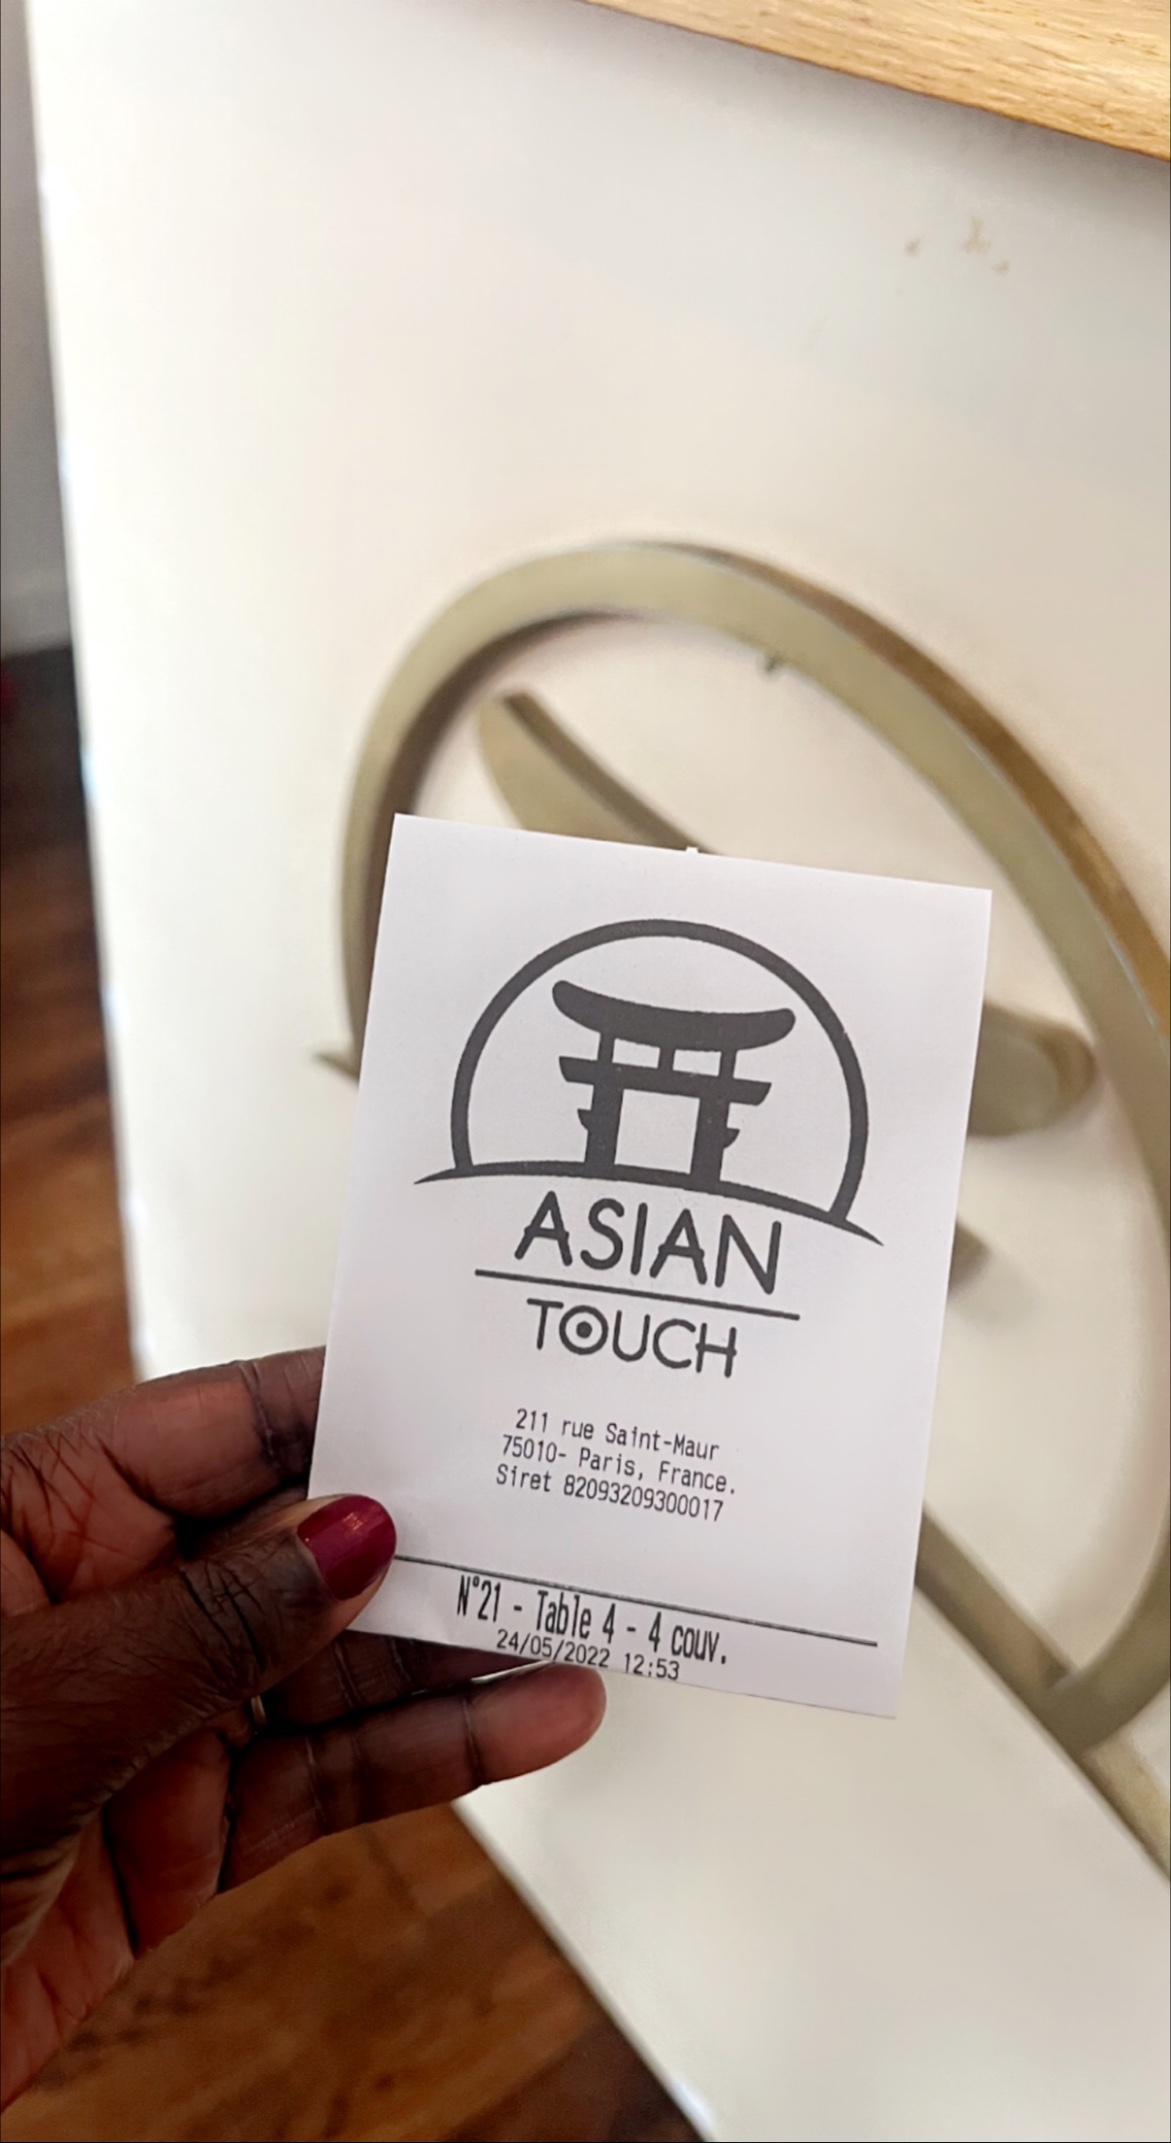 ASIAN
TOUCH
211 rue Saint-Maur
75010- Paris, France.
Siret 82093209300017
N°21 - Table 4 - 4 couv.
24/05/2022 12:53